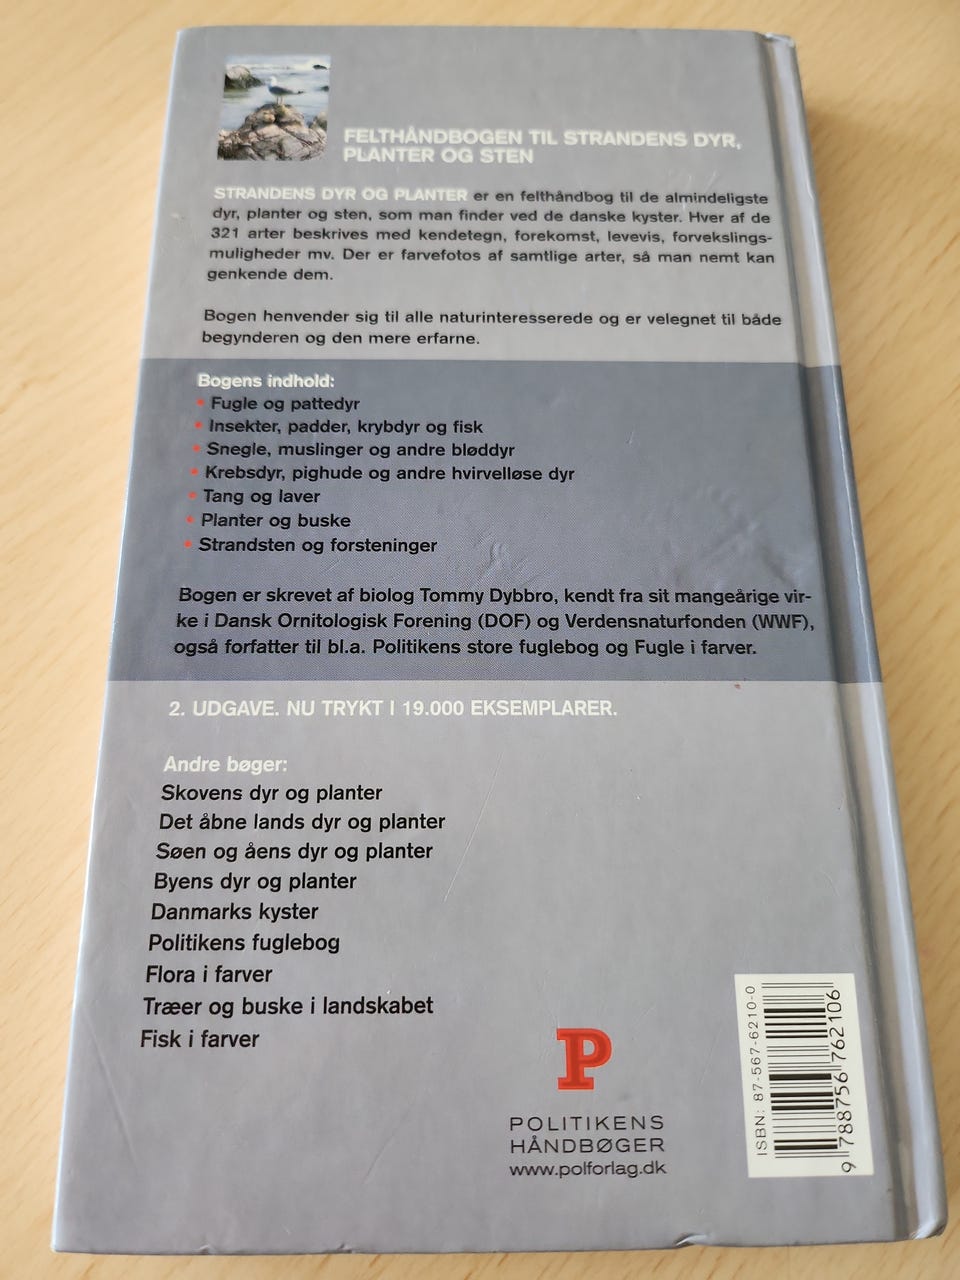 FELTHÅNDBOGEN TIL STRANDENS DYR,
PLANTER OG STEN
STRANDENS DYR OG PLANTER er en felthåndbog til de almindeligste
dyr, planter og sten, som man finder ved de danske kyster. Hver af de
321 arter beskrives med kendetegn, forekomst, levevis, forvekslings-
muligheder mv. Der er farvefotos af samtlige arter, så man nemt kan
genkende dem.
Bogen henvender sig til alle naturinteresserede og er velegnet til både
begynderen og den mere erfarne.
Bogens indhold:
• Fugle og pattedyr
• Insekter, padder, krybdyr og fisk
• Snegle, muslinger og andre bløddyr
• Krebsdyr, pighude og andre hvirvelløse dyr
• Tang og laver
• Planter og buske
• Strandsten og forsteninger
Bogen er skrevet af biolog Tommy Dybbro, kendt fra sit mangeårige vir-
ke i Dansk Ornitologisk Forening (DOF) og Verdensnaturfonden (WWF),
også forfatter til bl.a. Politikens store fuglebog og Fugle i farver.
2. UDGAVE. NU TRYKT I 19.000 EKSEMPLARER.
Andre bøger:
Skovens dyr og planter
Det åbne lands dyr og planter
Søen og åens dyr og planter
Byens dyr og planter
Danmarks kyster
Politikens fuglebog
Flora i farver
Træer og buske i landskabet
Fisk i farver
P
POLITIKENS
HÅNDBØGER
www.polforlag.dk
ISBN: 87-567-6210-0
9 788756 762106